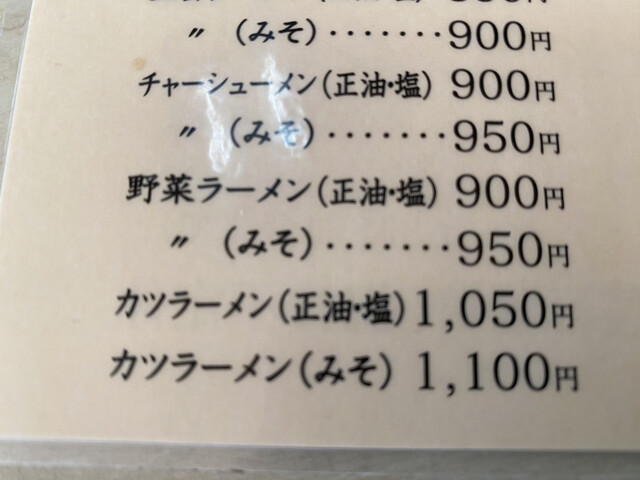 〃 (みそ)·······900円
チャーシューメン(正油・塩) 900円
〃 (みそ)·······950円
野菜ラーメン(正油・塩) 900円
〃 (みそ)·······950円
カツラーメン(正油・塩) 1,050円
カツラーメン(みそ) 1,100円